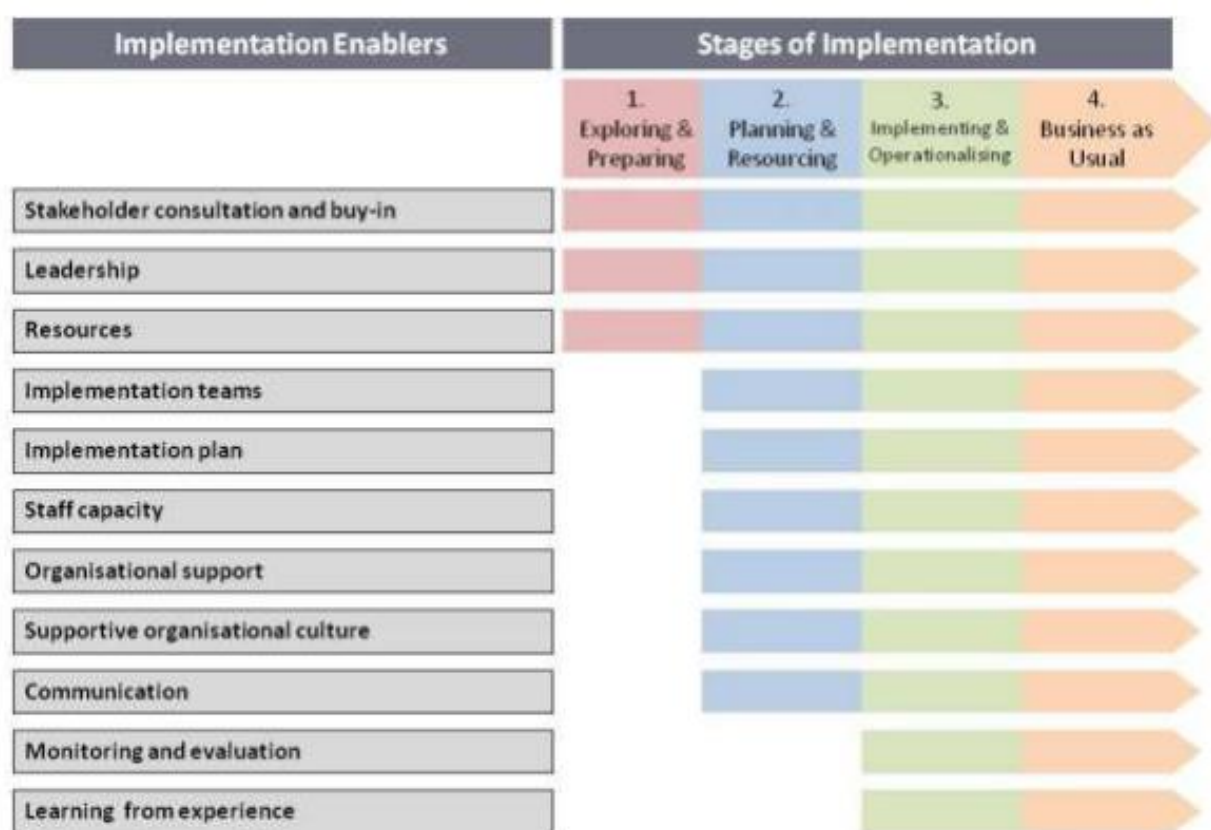 Implementation Enablers
Stages of Implementation
1.
Exploring &
Preparing
2.
Planning &
Resourcing
3.
Implementing &
Operationalising
4.
Business as
Usual
Stakeholder consultation and buy-in
Leadership
Resources
Implementation teams
Implementation plan
Staff capacity
Organisational support
Supportive organisational culture
Communication
Monitoring and evaluation
Learning from experience